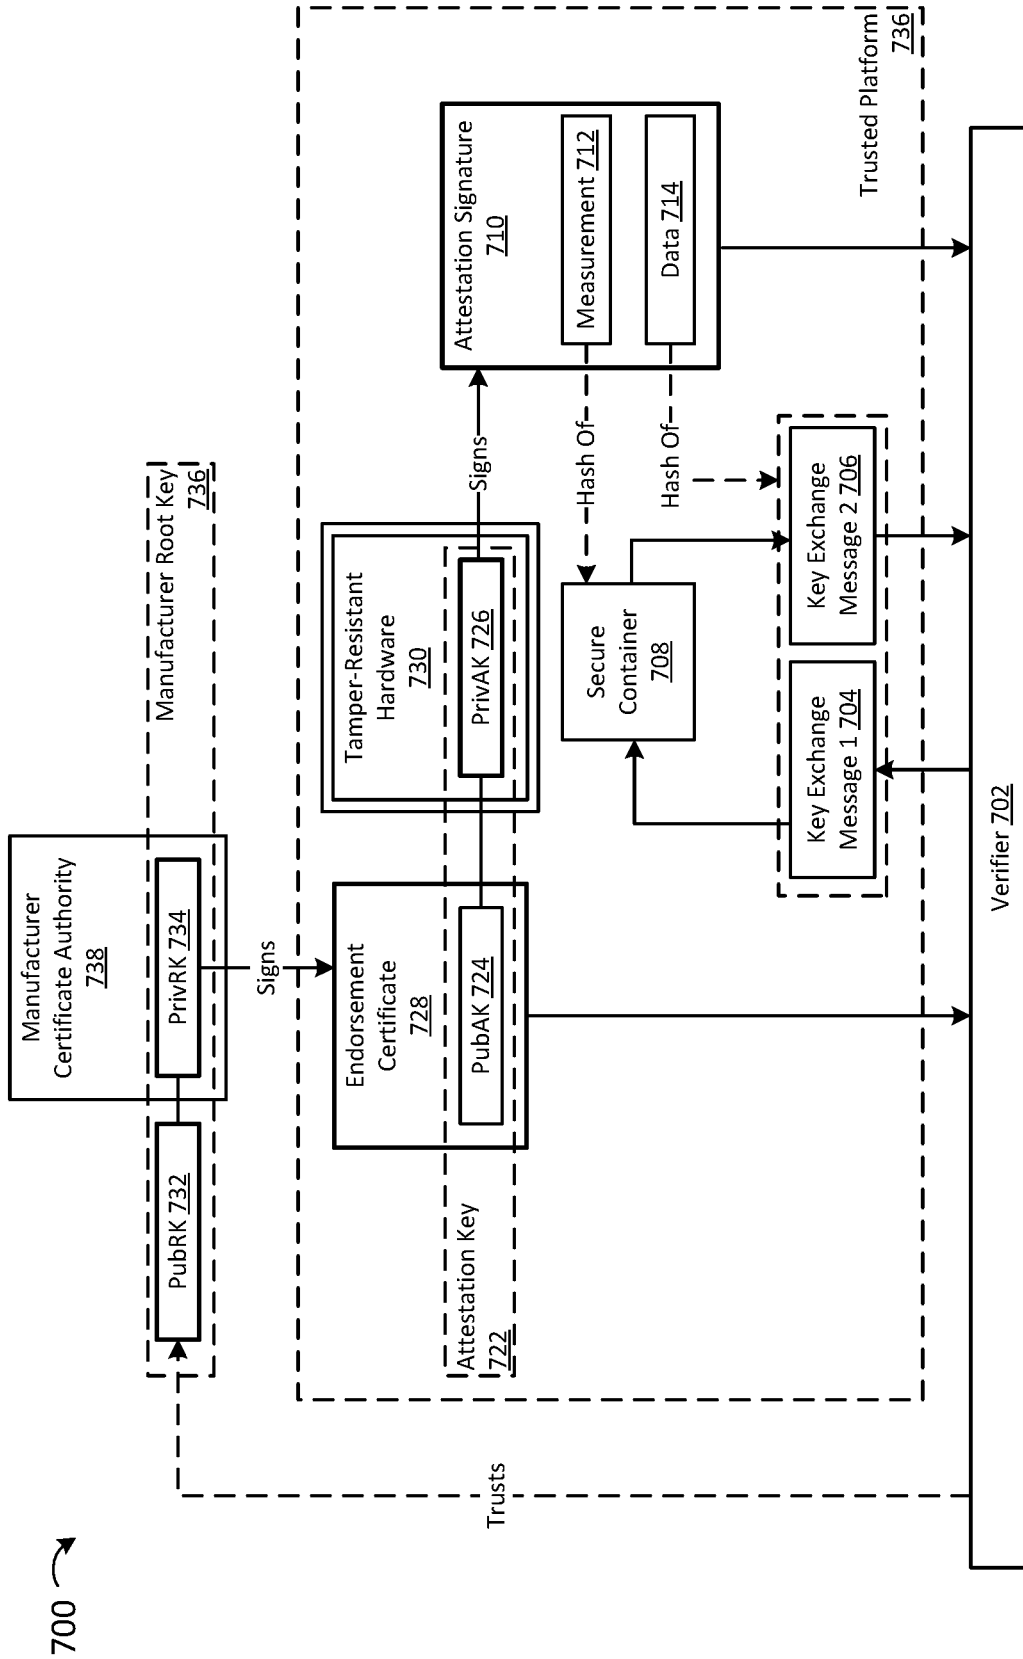 700
Manufacturer
Certificate Authority
738
PubRK 732
PrivRK 734
Manufacturer Root Key
736
Trusts
Signs
Endorsement
Certificate
728
PubAK 724
Attestation Key
722
Tamper-Resistant
Hardware
730
PrivAK 726
Signs
Attestation Signature
710
Measurement 712
Data 714
Hash Of
Hash Of
Secure
Container
708
Key Exchange
Message 1 704
Key Exchange
Message 2 706
Trusted Platform
736
Verifier 702